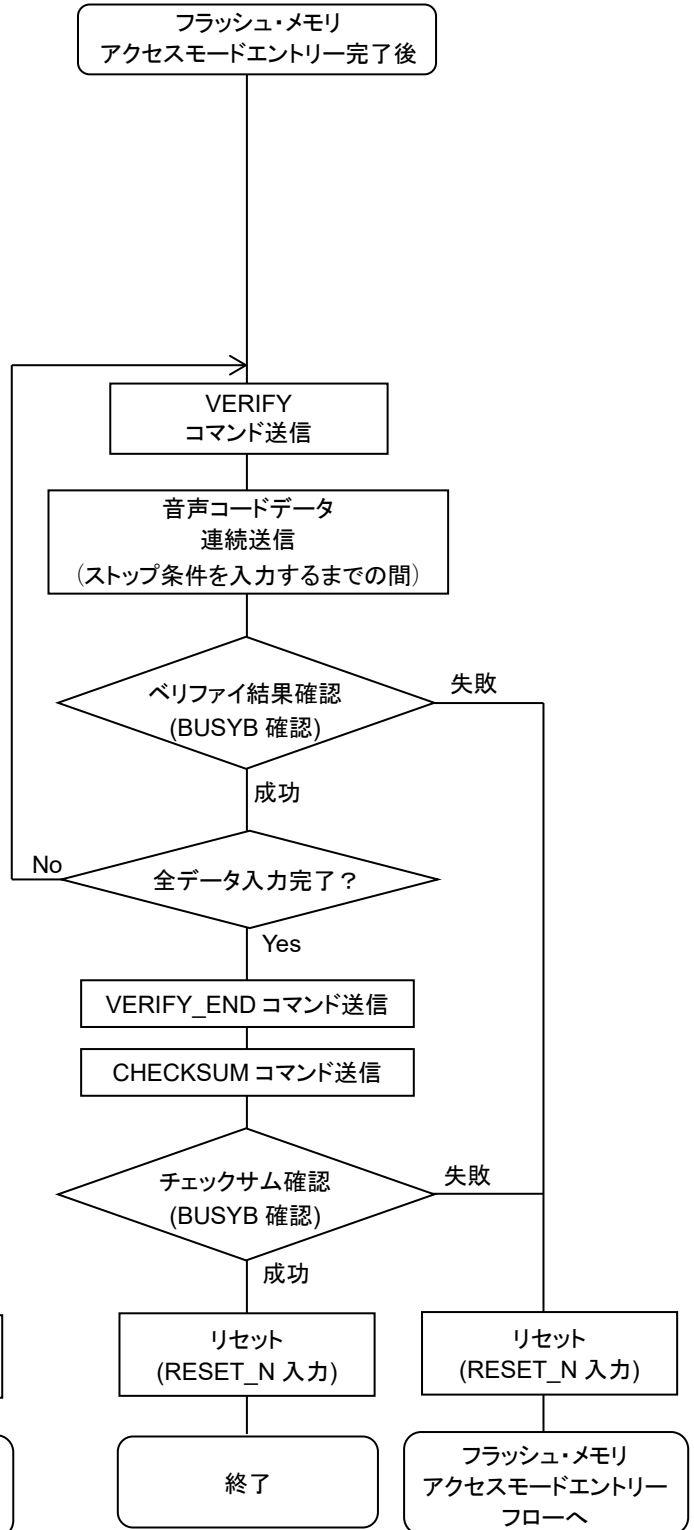 フラッシュ・メモリ
アクセスモードエントリー完了後
VERIFY
コマンド送信
音声コードデータ
連続送信
（ストップ条件を入力するまでの間）
ベリファイ結果確認
(BUSYB 確認)
失敗
成功
No
全データ入力完了？
Yes
VERIFY_END コマンド送信
CHECKSUM コマンド送信
チェックサム確認
(BUSYB 確認)
失敗
成功
リセット
(RESET_N 入力)
リセット
(RESET_N 入力)
終了
フラッシュ・メモリ
アクセスモードエントリー
フローへ